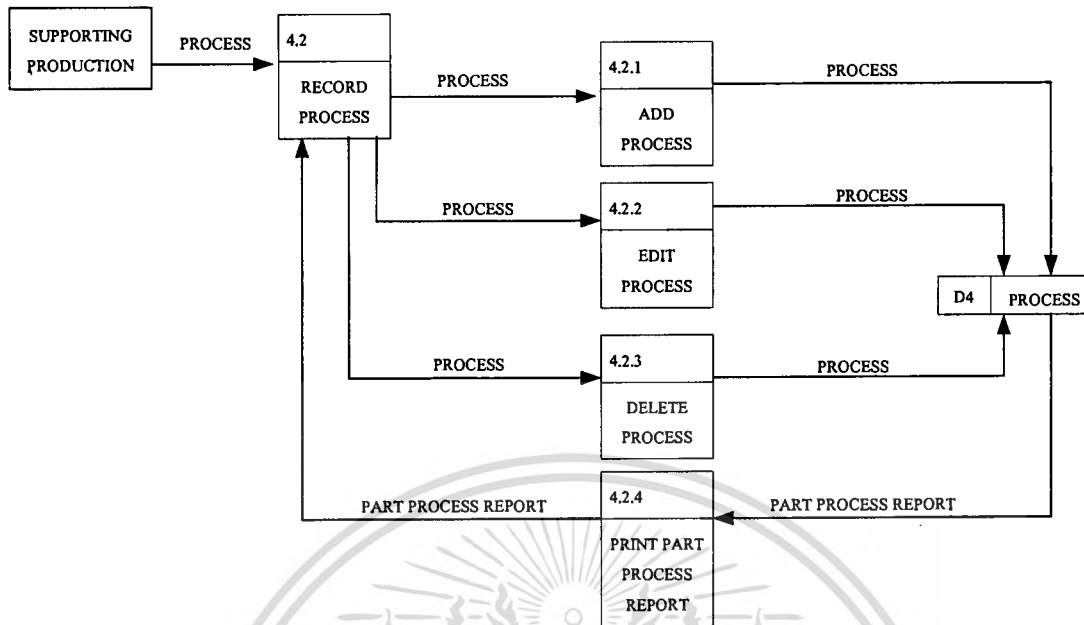 SUPPORTING
PRODUCTION
PROCESS
4.2
RECORD
PROCESS
PROCESS
4.2.1
ADD
PROCESS
PROCESS
PROCESS
4.2.2
EDIT
PROCESS
PROCESS
D4
PROCESS
PROCESS
4.2.3
DELETE
PROCESS
PROCESS
PART PROCESS REPORT
4.2.4
PRINT PART
PROCESS
REPORT
PART PROCESS REPORT